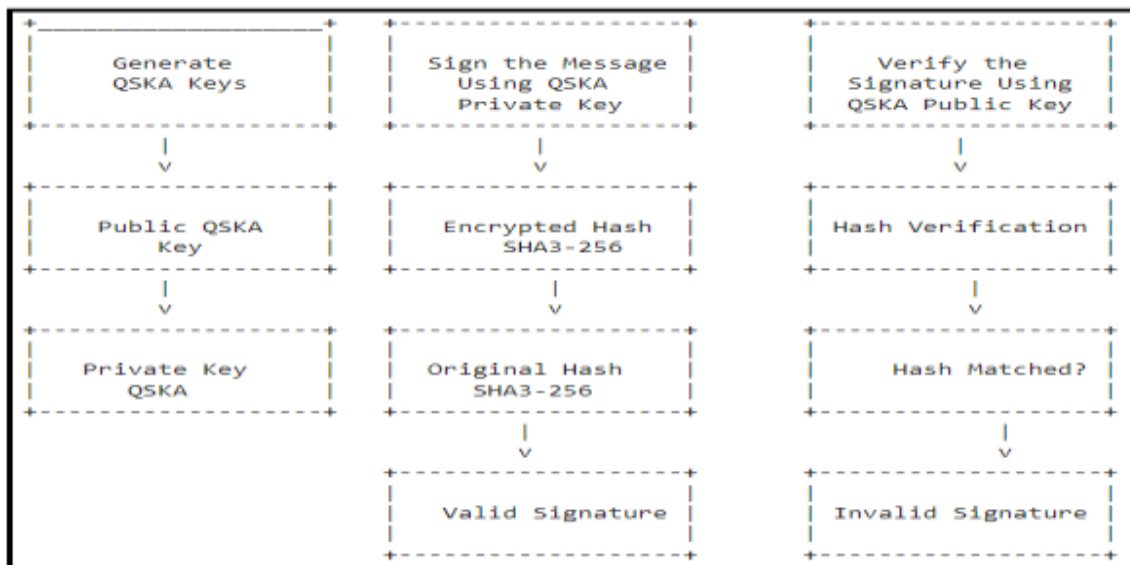 Generate
QSKA Keys
Public QSKA
Key
Private Key
QSKA
Sign the Message
Using QSKA
Private Key
Encrypted Hash
SHA3-256
Original Hash
SHA3-256
Valid Signature
Verify the
Signature Using
QSKA Public Key
Hash Verification
Hash Matched?
Invalid Signature